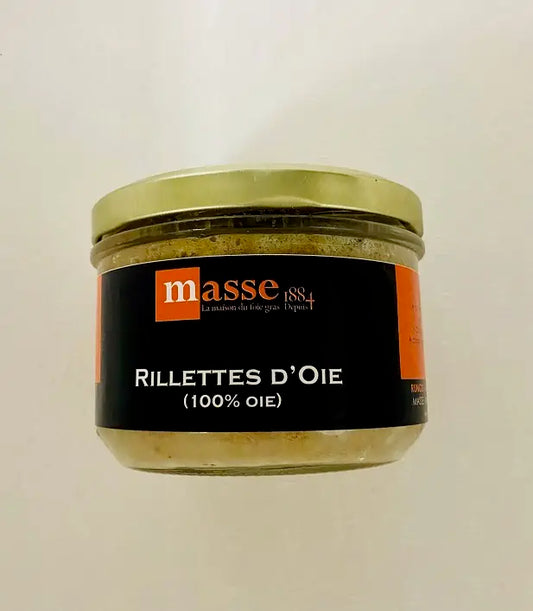 masse
La maison du foie gras Depuis 1884
RILLETTES D'OIE
(100% OIE)